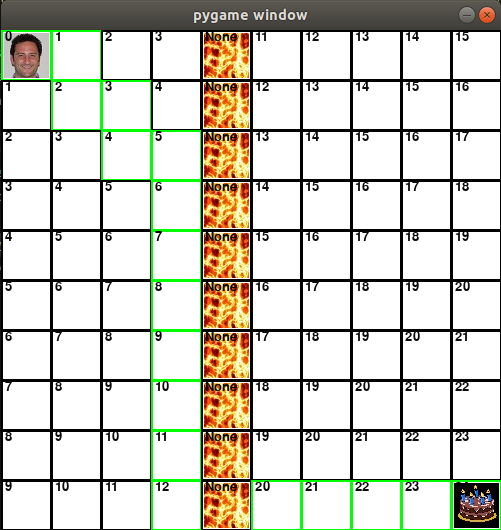 pygame window
0 1 2 3 None 11 12 13 14 15
1 2 3 4 None 12 13 14 15 16
2 3 4 5 None 13 14 15 16 17
3 4 5 6 None 14 15 16 17 18
4 5 6 7 None 15 16 17 18 19
5 6 7 8 None 16 17 18 19 20
6 7 8 9 None 17 18 19 20 21
7 8 9 10 None 18 19 20 21 22
8 9 10 11 None 19 20 21 22 23
9 10 11 12 None 20 21 22 23